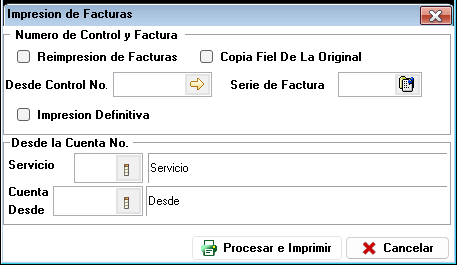 Impresion de Facturas
Numero de Control y Factura
Reimpresion de Facturas Copia Fiel De La Original
Desde Control No. Serie de Factura
Impresion Definitiva
Desde la Cuenta No.
Servicio Servicio
Cuenta
Desde Desde
Procesar e Imprimir Cancelar